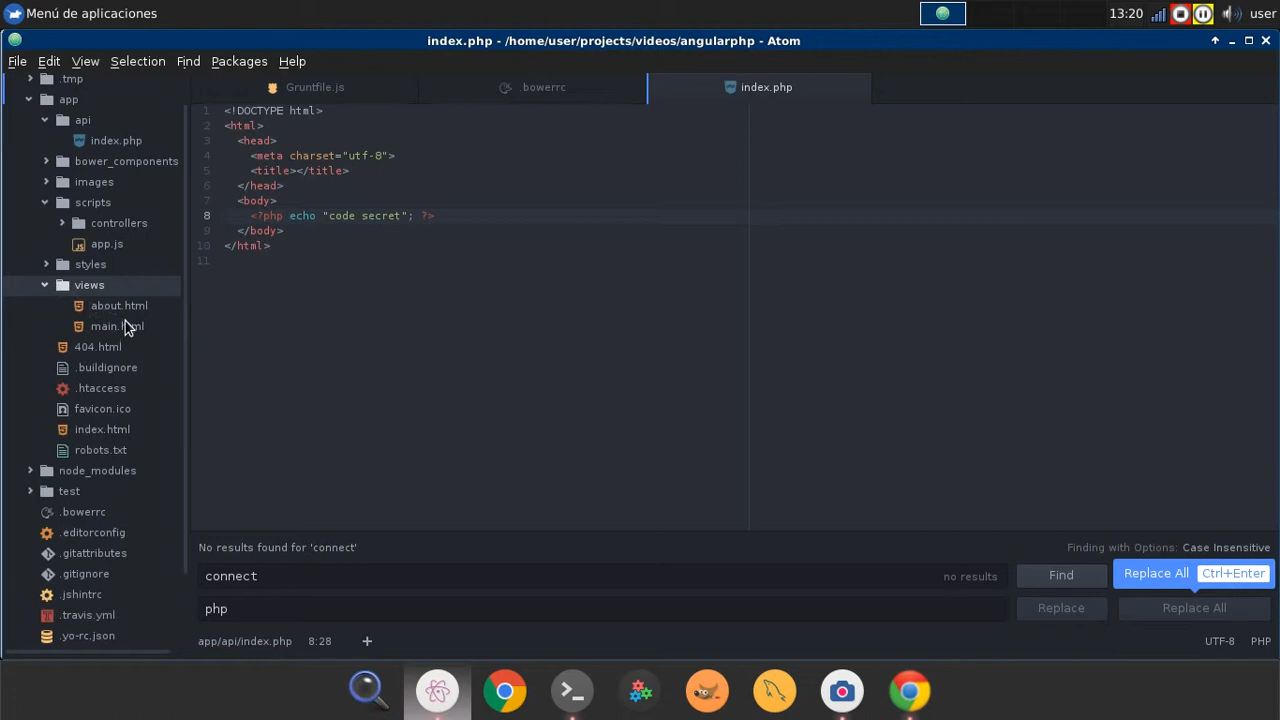 Menú de aplicaciones
13:20
user
index.php - /home/user/projects/videos/angularphp - Atom
File Edit View Selection Find Packages Help
.tmp
app
api
index.php
bower_components
images
scripts
controllers
app.js
styles
views
about.html
main.html
404.html
.buildignore
.htaccess
favicon.ico
index.html
robots.txt
node_modules
test
.bowerrc
.editorconfig
.gitattributes
.gitignore
.jshintrc
.travis.yml
.yo-rc.json
Gruntfile.js .bowerrc index.php
1 <!DOCTYPE html>
2 <html>
3 <head>
4 <meta charset="utf-8">
5 <title></title>
6 </head>
7 <body>
8 <?php echo "code secret"; ?>
9 </body>
10 </html>
11
No results found for 'connect' Finding with Options: Case Insensitive
connect no results Find
Replace All Ctrl+Enter
php Replace Replace All
app/api/index.php 8:28 + UTF-8 PHP